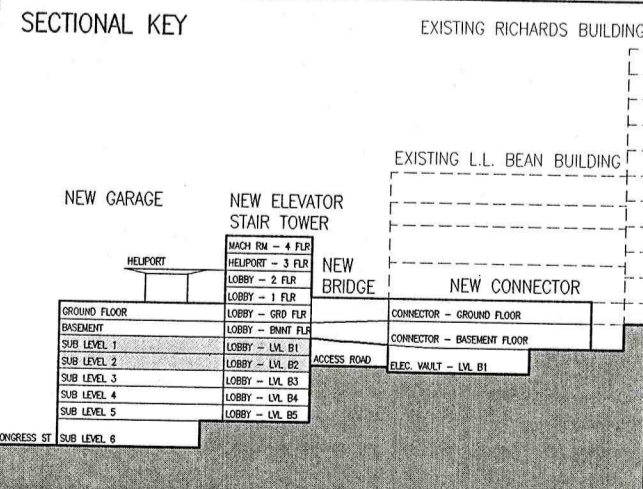 SECTIONAL KEY
EXISTING RICHARDS BUILDING
EXISTING L.L. BEAN BUILDING
NEW GARAGE
NEW ELEVATOR
STAIR TOWER
MACH RM - 4 FLR
HELIPORT - 3 FLR
LOBBY - 2 FLR
LOBBY - 1 FLR
LOBBY - GRD FLR
LOBBY - BMNT FLR
LOBBY - LVL B1
LOBBY - LVL B2
LOBBY - LVL B3
LOBBY - LVL B4
LOBBY - LVL B5
HELIPORT
NEW
BRIDGE
NEW CONNECTOR
GROUND FLOOR
BASEMENT
SUB LEVEL 1
SUB LEVEL 2
SUB LEVEL 3
SUB LEVEL 4
SUB LEVEL 5
SUB LEVEL 6
CONNECTOR - GROUND FLOOR
CONNECTOR - BASEMENT FLOOR
ACCESS ROAD
ELEC. VAULT - LVL B1
ONGRESS ST